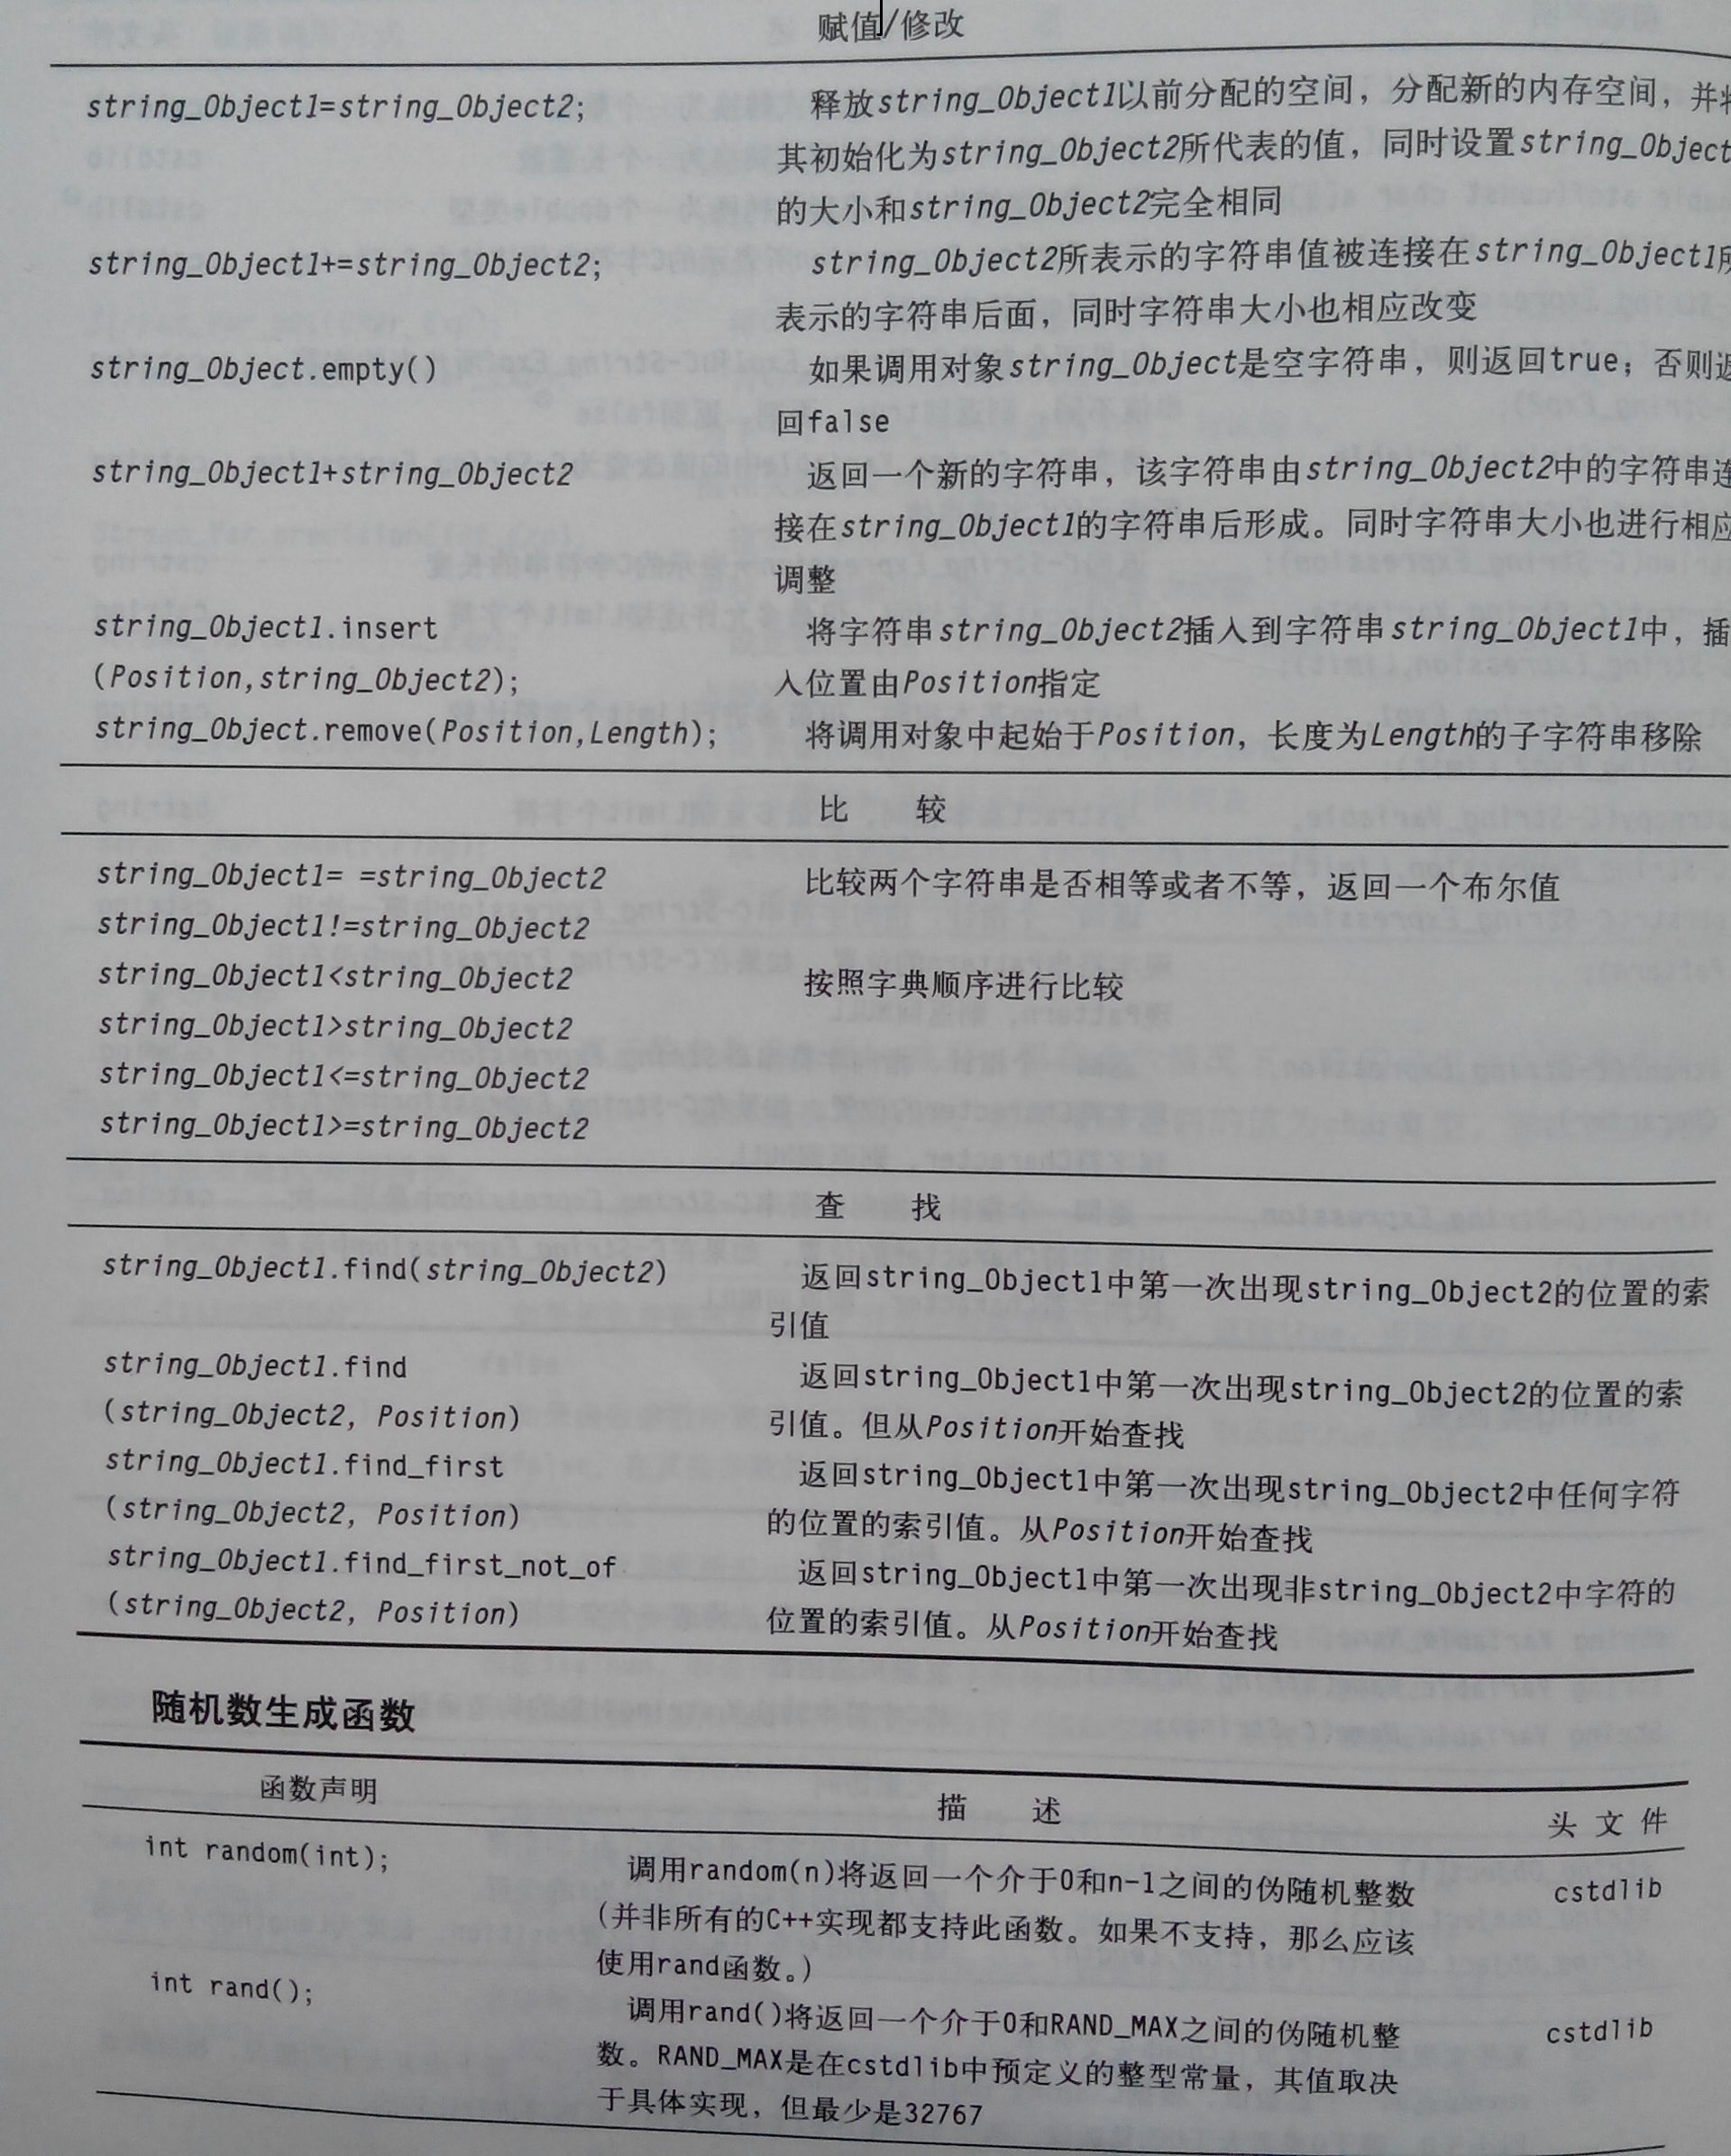 赋值/修改
string_Object1=string_Object2;
释放string_Object1以前分配的空间，分配新的内存空间，并
其初始化为string_Object2所代表的值，同时设置string_Object
的大小和string_Object2完全相同
string_Object1+=string_Object2;
string_Object2所表示的字符串值被连接在string_Object1所
表示的字符串后面，同时字符串大小也相应改变
string_Object.empty()
如果调用对象string_Object是空字符串，则返回true；否则返
回false
string_Object1+string_Object2
返回一个新的字符串，该字符串由string_Object2中的字符串连
接在string_Object1的字符串后形成。同时字符串大小也进行相应
调整
string_Object1.insert
(Position,string_Object2);
将字符串string_Object2插入到字符串string_Object1中，插
入位置由Position指定
string_Object.remove(Position,Length);
将调用对象中起始于Position，长度为Length的子字符串移除
比 较
string_Object1= =string_Object2
比较两个字符串是否相等或者不等，返回一个布尔值
string_Object1!=string_Object2
string_Object1<string_Object2
按照字典顺序进行比较
string_Object1>string_Object2
string_Object1<=string_Object2
string_Object1>=string_Object2
查 找
string_Object1.find(string_Object2)
返回string_Object1中第一次出现string_Object2的位置的索
引值
string_Object1.find
(string_Object2, Position)
返回string_Object1中第一次出现string_Object2的位置的索
引值。但从Position开始查找
string_Object1.find_first
(string_Object2, Position)
返回string_Object1中第一次出现string_Object2中任何字符
的位置的索引值。从Position开始查找
string_Object1.find_first_not_of
(string_Object2, Position)
返回string_Object1中第一次出现非string_Object2中字符的
位置的索引值。从Position开始查找
随机数生成函数
函数声明 描 述 头 文 件
int random(int);
调用random(n)将返回一个介于0和n-1之间的伪随机整数
cstdlib
(并非所有的C++实现都支持此函数。如果不支持，那么应该
使用rand函数。)
int rand();
调用rand()将返回一个介于0和RAND_MAX之间的伪随机整
cstdlib
数。RAND_MAX是在cstdlib中预定义的整型常量，其值取决
于具体实现，但最少是32767